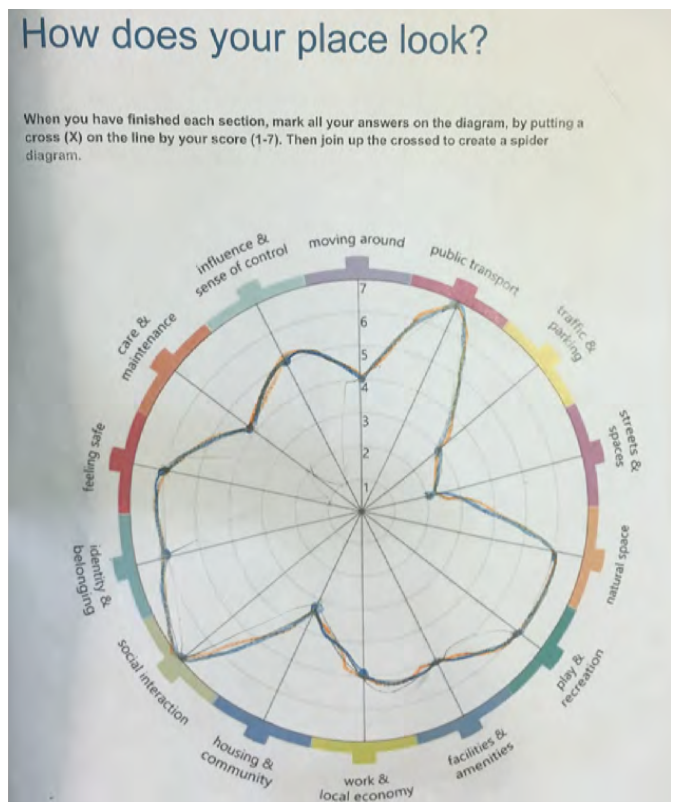 How does your place look?
When you have finished each section, mark all your answers on the diagram, by putting a
cross (X) on the line by your score (1-7). Then join up the crossed to create a spider
diagram.
moving around
public transport
traffic &
parking
streets &
spaces
natural space
play &
recreation
facilities &
amenities
work &
local economy
housing &
community
social interaction
identity &
belonging
feeling safe
care &
maintenance
influence &
sense of control
7
6
5
4
3
2
1